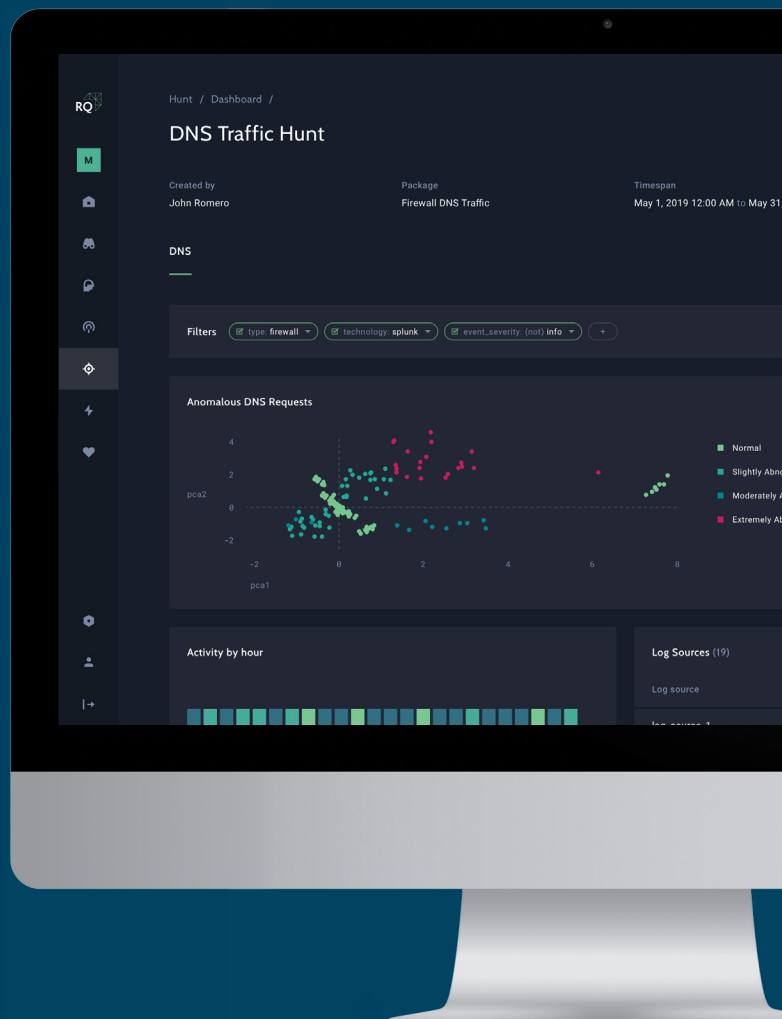 RQ
M
Hunt / Dashboard /
DNS Traffic Hunt
Created by
John Romero
Package
Firewall DNS Traffic
Timespan
May 1, 2019 12:00 AM to May 31,
DNS
Filters
type: firewall
technology: splunk
event_severity: (not) info
+
Anomalous DNS Requests
4
2
0
-2
pca2
-2 0 2 4 6 8
pca1
Normal
Slightly Abno
Moderately A
Extremely Ab
Activity by hour
Log Sources (19)
Log source